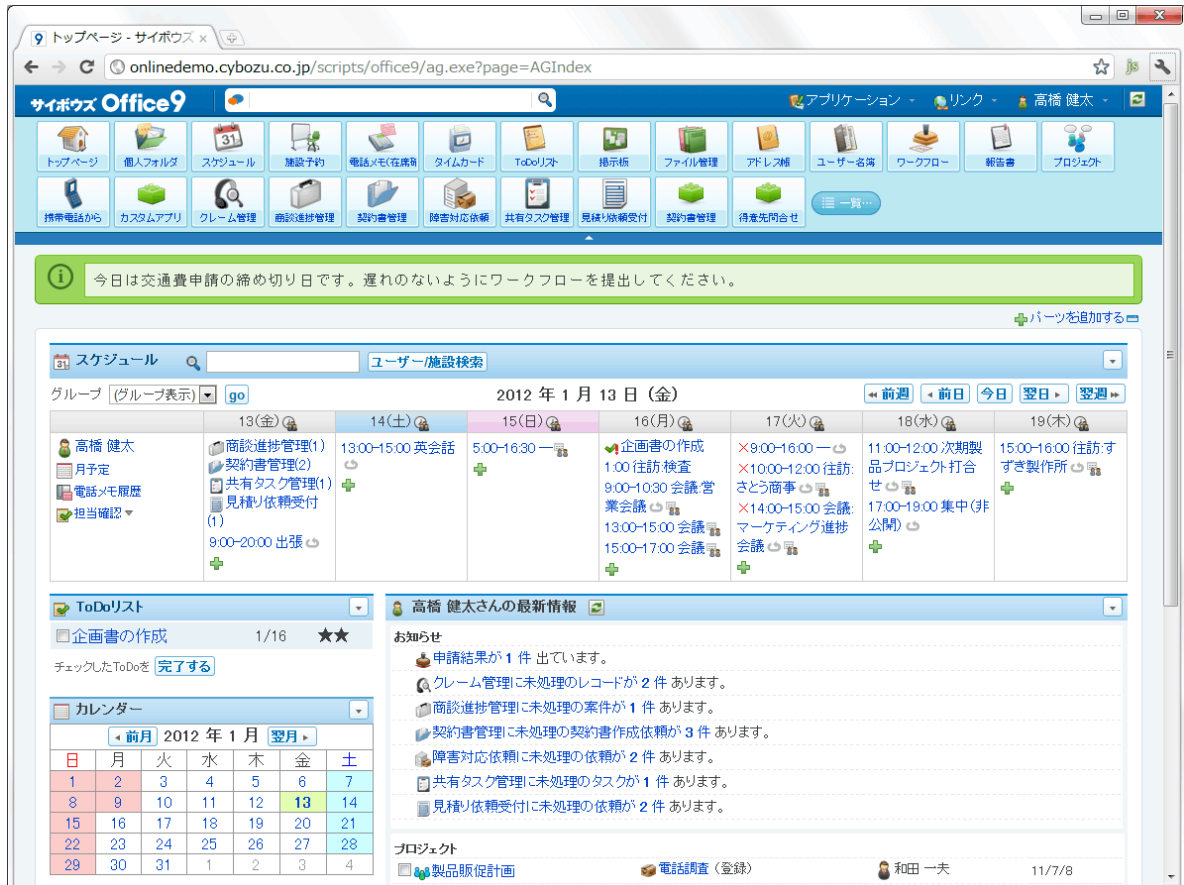 トップページ - サイボウズ
onlinedemo.cybozu.co.jp/scripts/office9/ag.exe?page=AGIndex
サイボウズ Office9 アプリケーション リンク 高橋 健太
トップページ 個人フォルダ スケジュール 施設予約 電話メモ(在席確 タイムカード ToDoリスト 掲示板 ファイル管理 アドレス帳 ユーザー名簿 ワークフロー 報告書 プロジェクト
携帯電話から カスタムアプリ クレーム管理 商談進捗管理 契約書管理 障害対応依頼 共有タスク管理 見積り依頼受付 契約書管理 得意先問合せ 一覧…
今日は交通費申請の締め切り日です。遅れのないようにワークフローを提出してください。
パーツを追加する
31 スケジュール ユーザー/施設検索
グループ (グループ表示) go 2012 年 1 月 13 日 (金) 前週 前日 今日 翌日 翌週
13(金) 14(土) 15(日) 16(月) 17(火) 18(水) 19(木)
高橋 健太
月予定
電話メモ履歴
担当確認
商談進捗管理(1)
契約書管理(2)
共有タスク管理(1)
見積り依頼受付
(1)
9:00-20:00 出張
13:00-15:00 英会話
5:00-16:30 ―
企画書の作成
1:00 往訪:検査
9:00-10:30 会議:営
業会議
13:00-15:00 会議
15:00-17:00 会議
×9:00-16:00 ―
×10:00-12:00 往訪:
さとう商事
×14:00-15:00 会議:
マーケティング進捗
会議
11:00-12:00 次期製
品プロジェクト打合
せ
17:00-19:00 集中(非
公開)
15:00-16:00 往訪:す
ずき製作所
ToDoリスト
企画書の作成 1/16 ★★
チェックしたToDoを 完了する
カレンダー
前月 2012 年 1 月 翌月
日 月 火 水 木 金 土
1 2 3 4 5 6 7
8 9 10 11 12 13 14
15 16 17 18 19 20 21
22 23 24 25 26 27 28
29 30 31 1 2 3 4
高橋 健太さんの最新情報
お知らせ
申請結果が 1 件 出ています。
クレーム管理に未処理のレコードが 2 件 あります。
商談進捗管理に未処理の案件が 1 件 あります。
契約書管理に未処理の契約書作成依頼が 3 件 あります。
障害対応依頼に未処理の依頼が 2 件 あります。
共有タスク管理に未処理のタスクが 1 件 あります。
見積り依頼受付に未処理の依頼が 2 件 あります。
プロジェクト
製品販促計画 電話調査 (登録) 和田 一夫 11/7/8